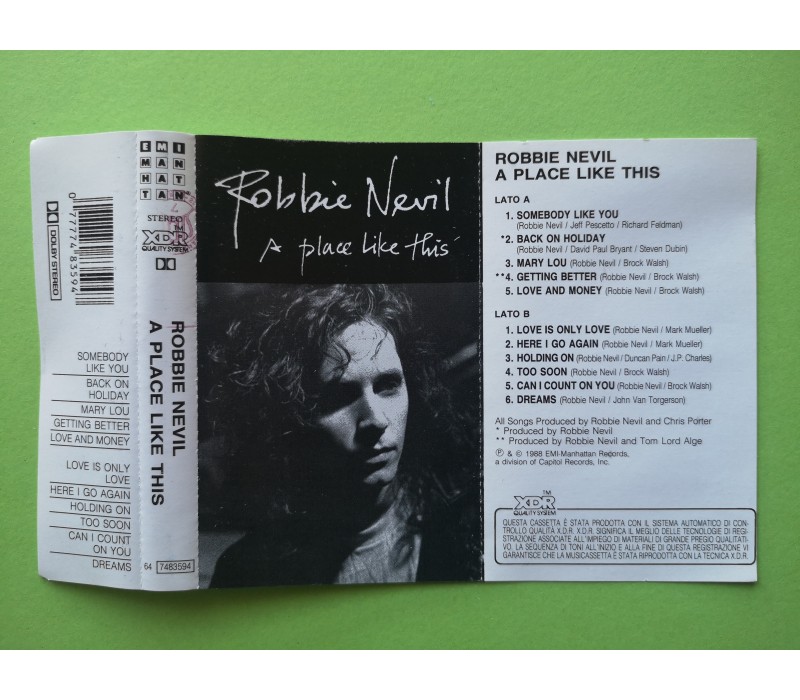 DOLBY STEREO
0 77774 83594
SOMEBODY
LIKE YOU
BACK ON
HOLIDAY
MARY LOU
GETTING BETTER
LOVE AND MONEY
LOVE IS ONLY
LOVE
HERE I GO AGAIN
HOLDING ON
TOO SOON
CAN I COUNT
ON YOU
DREAMS
EMI
MAN
HAT
TAN
STEREO
XDR
TM
QUALITY SYSTEM
ROBBIE NEVIL
A PLACE LIKE THIS
64 7483594
Robbie Nevil
A place Like this
ROBBIE NEVIL
A PLACE LIKE THIS
LATO A
1. SOMEBODY LIKE YOU
(Robbie Nevil / Jeff Pescetto / Richard Feldman)
*2. BACK ON HOLIDAY
(Robbie Nevil / David Paul Bryant / Steven Dubin)
3. MARY LOU (Robbie Nevil / Brock Walsh)
**4. GETTING BETTER (Robbie Nevil / Brock Walsh)
5. LOVE AND MONEY (Robbie Nevil / Brock Walsh)
LATO B
1. LOVE IS ONLY LOVE (Robbie Nevil / Mark Mueller)
2. HERE I GO AGAIN (Robbie Nevil / Mark Mueller)
3. HOLDING ON (Robbie Nevil / Duncan Pain / J.P. Charles)
4. TOO SOON (Robbie Nevil / Brock Walsh)
5. CAN I COUNT ON YOU (Robbie Nevil / Brock Walsh)
6. DREAMS (Robbie Nevil / John Van Torgerson)
All Songs Produced by Robbie Nevil and Chris Porter
* Produced by Robbie Nevil
** Produced by Robbie Nevil and Tom Lord Alge
℗ & © 1988 EMI-Manhattan Records,
a division of Capitol Records, Inc.
XDR
TM
QUALITY SYSTEM
QUESTA CASSETTA È STATA PRODOTTA CON IL SISTEMA AUTOMATICO DI CON-
TROLLO QUALITÀ X.D.R. X.D.R. SIGNIFICA IL MEGLIO DELLE TECNOLOGIE DI REGI-
STRAZIONE ASSOCIATE ALL'IMPIEGO DI MATERIALI DI GRANDE PREGIO QUALITATI-
VO. LA SEQUENZA DI TONI ALL'INIZIO E ALLA FINE DI QUESTA REGISTRAZIONE VI
GARANTISCE CHE LA MUSICASSETTA È STATA RIPRODOTTA CON LA TECNICA X.D.R.